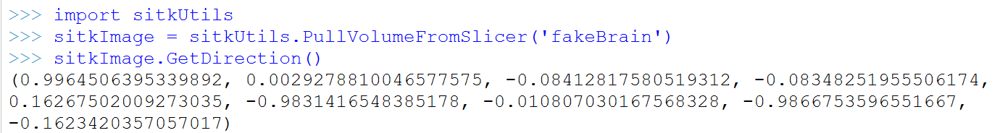 >>> import sitkUtils
>>> sitkImage = sitkUtils.PullVolumeFromSlicer('fakeBrain')
>>> sitkImage.GetDirection()
(0.9964506395339892, 0.0029278810046577575, -0.08412817580519312, -0.08348251955506174,
0.16267502009273035, -0.9831416548385178, -0.010807030167568328, -0.9866753596551667,
-0.1623420357057017)